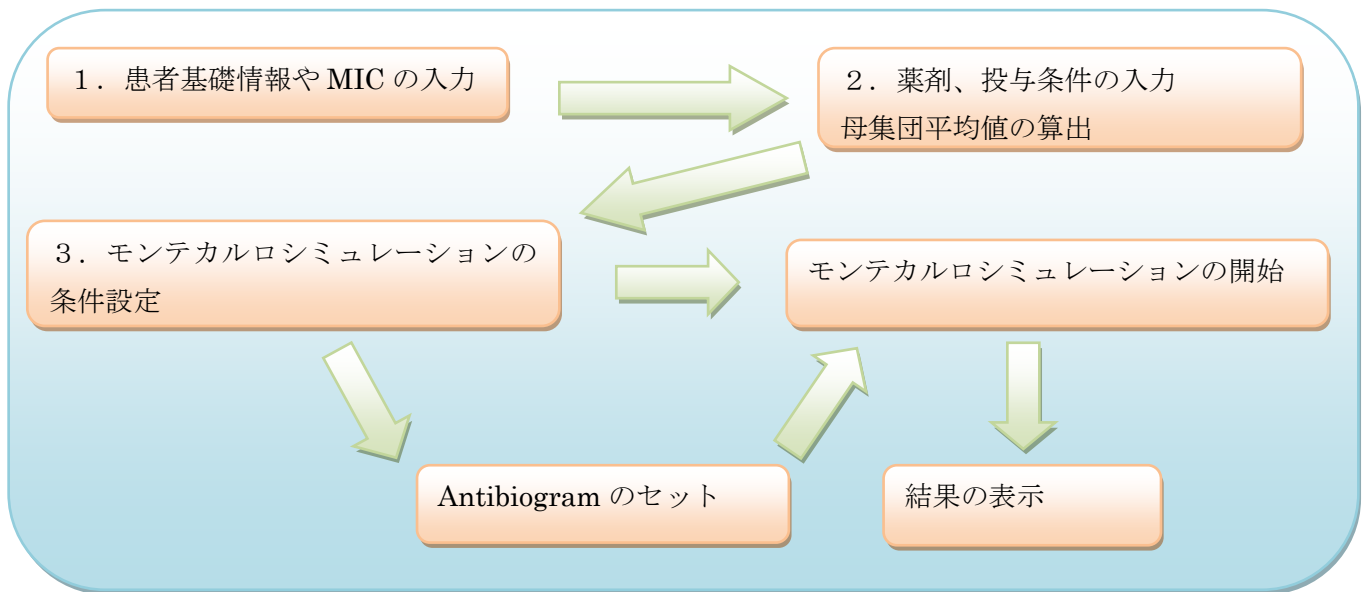 １．患者基礎情報や MIC の入力
２．薬剤、投与条件の入力
母集団平均値の算出
３．モンテカルロシミュレーションの
条件設定
モンテカルロシミュレーションの開始
Antibiogram のセット
結果の表示